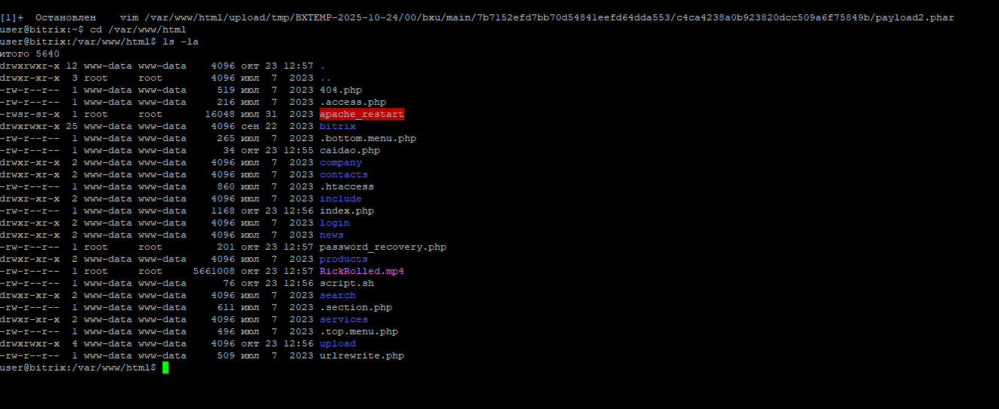 [1]+  Остановлен    vim /var/www/html/upload/tmp/BXTEMP-2025-10-24/00/bxu/main/7b7152efd7bb70d54841eefd64dda553/c4ca4238a0b923820dcc509a6f75849b/payload2.phar
user@bitrix:~$ cd /var/www/html
user@bitrix:/var/www/html$ ls -la
итого 5640
drwxrwxr-x 12 www-data www-data    4096 окт 23 12:57 .
drwxr-xr-x  3 root     root        4096 июл  7  2023 ..
-rw-r--r--  1 www-data www-data     519 июл  7  2023 404.php
-rw-r--r--  1 www-data www-data     216 июл  7  2023 .access.php
-rwsr-sr-x  1 root     root       16048 июл 31  2023 apache_restart
drwxrwxr-x 25 www-data www-data    4096 сен 22  2023 bitrix
-rw-r--r--  1 www-data www-data     265 июл  7  2023 .bottom.menu.php
-rw-r--r--  1 www-data www-data      34 окт 23 12:55 caidao.php
drwxr-xr-x  2 www-data www-data    4096 июл  7  2023 company
drwxr-xr-x  2 www-data www-data    4096 июл  7  2023 contacts
-rw-r--r--  1 www-data www-data     860 июл  7  2023 .htaccess
drwxr-xr-x  2 www-data www-data    4096 июл  7  2023 include
-rw-r--r--  1 www-data www-data    1168 окт 23 12:56 index.php
drwxr-xr-x  2 www-data www-data    4096 июл  7  2023 login
drwxr-xr-x  2 www-data www-data    4096 июл  7  2023 news
-rw-r--r--  1 root     root         201 окт 23 12:57 password_recovery.php
drwxr-xr-x  2 www-data www-data    4096 июл  7  2023 products
-rw-r--r--  1 root     root     5661008 окт 23 12:57 RickRolled.mp4
-rw-r--r--  1 www-data www-data      76 окт 23 12:56 script.sh
drwxr-xr-x  2 www-data www-data    4096 июл  7  2023 search
-rw-r--r--  1 www-data www-data     611 июл  7  2023 .section.php
drwxr-xr-x  2 www-data www-data    4096 июл  7  2023 services
-rw-r--r--  1 www-data www-data     496 июл  7  2023 .top.menu.php
drwxrwxr-x  4 www-data www-data    4096 окт 23 12:56 upload
-rw-r--r--  1 www-data www-data     509 июл  7  2023 urlrewrite.php
user@bitrix:/var/www/html$